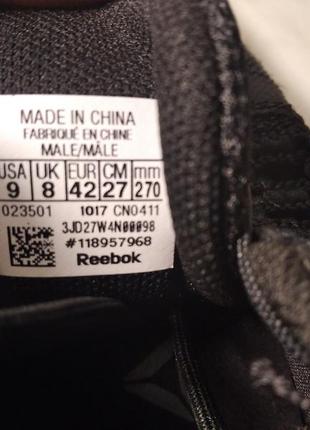 MADE IN CHINA
FABRIQUÉ EN CHINE
MALE/MÂLE
USA UK EUR CM mm
9 8 42 27 270
023501 1017 CN0411
3JD27W4N00098
#118957968
Reebok